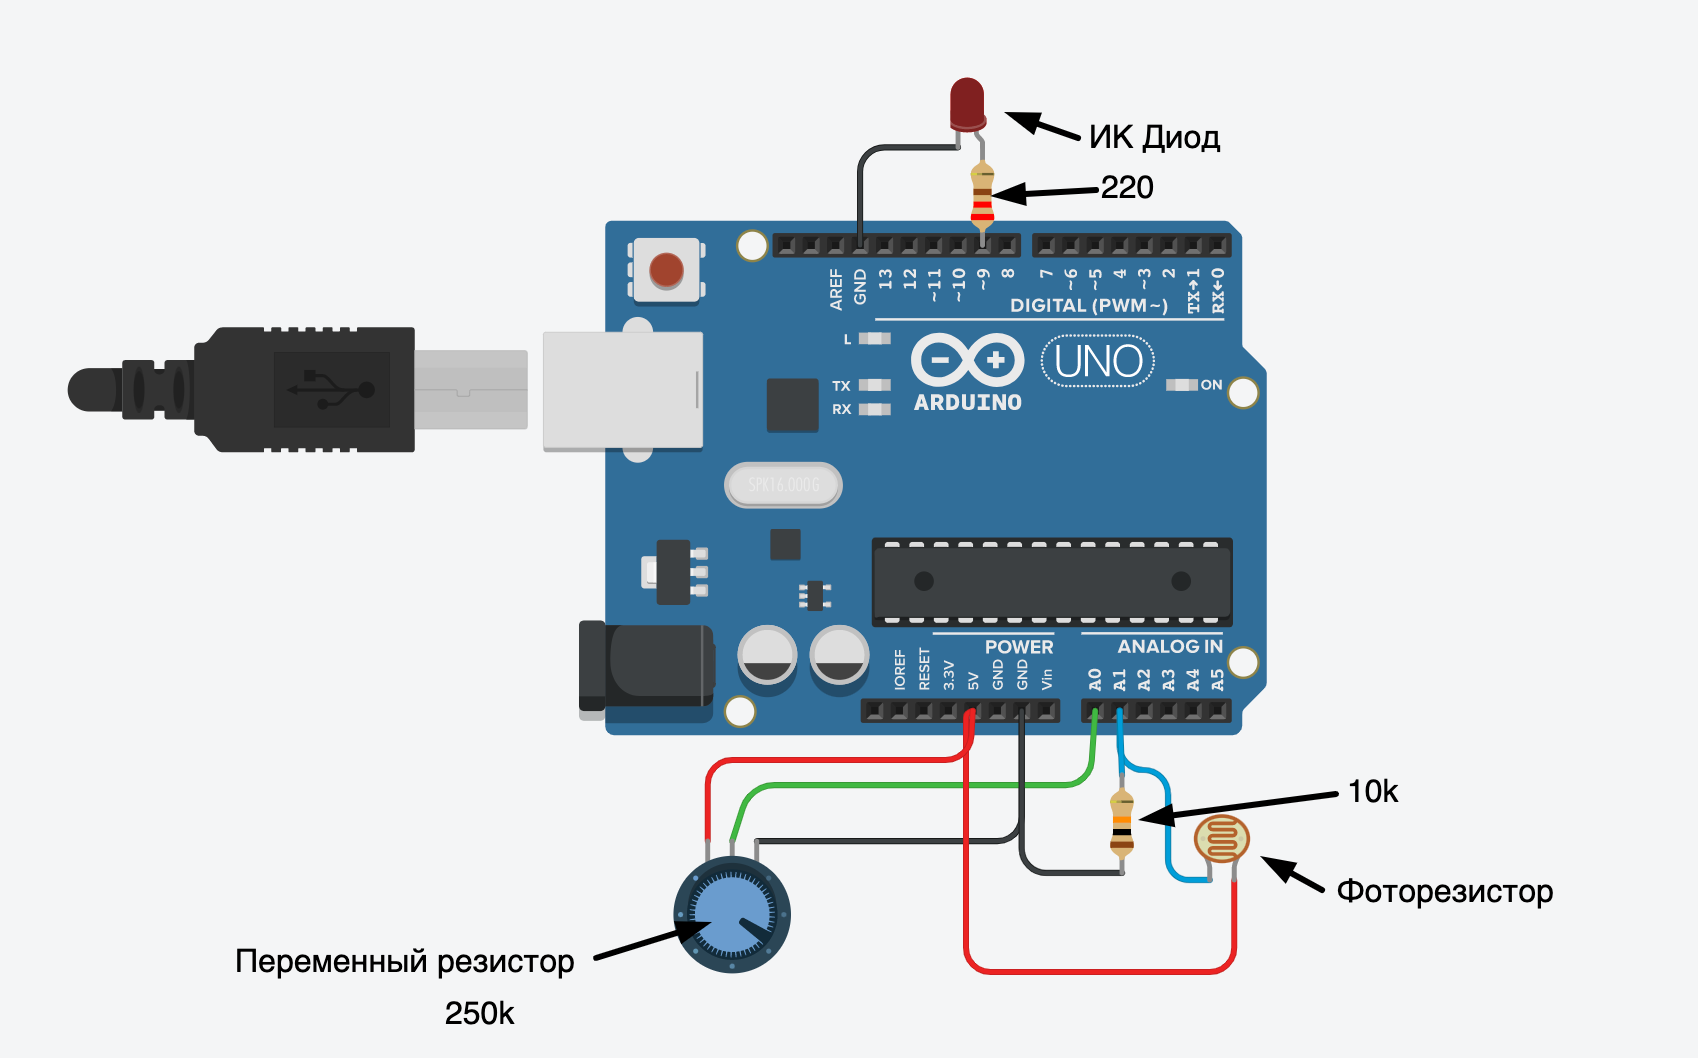 ИК Диод
220
AREF
GND
13
12
~11
~10
~9
8
7
~6
~5
4
~3
2
TX→1
RX←0
DIGITAL (PWM~)
L
TX
RX
ARDUINO
UNO
ON
SPK16.000G
POWER
ANALOG IN
IOREF
RESET
3.3V
5V
GND
GND
Vin
A0
A1
A2
A3
A4
A5
10k
Фоторезистор
Переменный резистор
250k